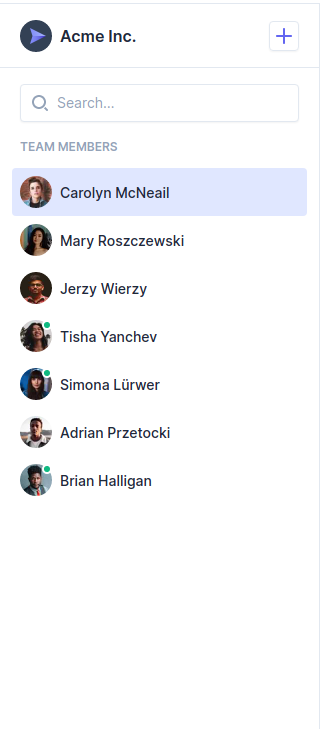 Acme Inc.
Search...
TEAM MEMBERS
Carolyn McNeail
Mary Roszczewski
Jerzy Wierzy
Tisha Yanchev
Simona Lürwer
Adrian Przetocki
Brian Halligan